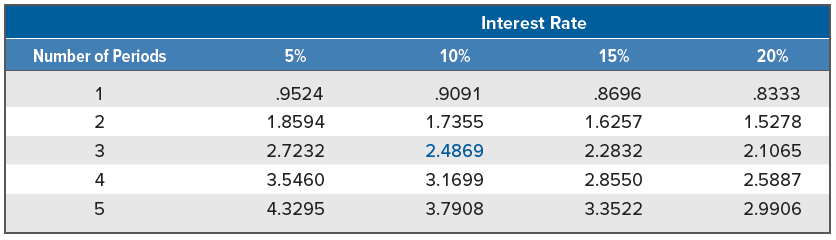 Interest Rate
Number of Periods 5% 10% 15% 20%
1 .9524 .9091 .8696 .8333
2 1.8594 1.7355 1.6257 1.5278
3 2.7232 2.4869 2.2832 2.1065
4 3.5460 3.1699 2.8550 2.5887
5 4.3295 3.7908 3.3522 2.9906